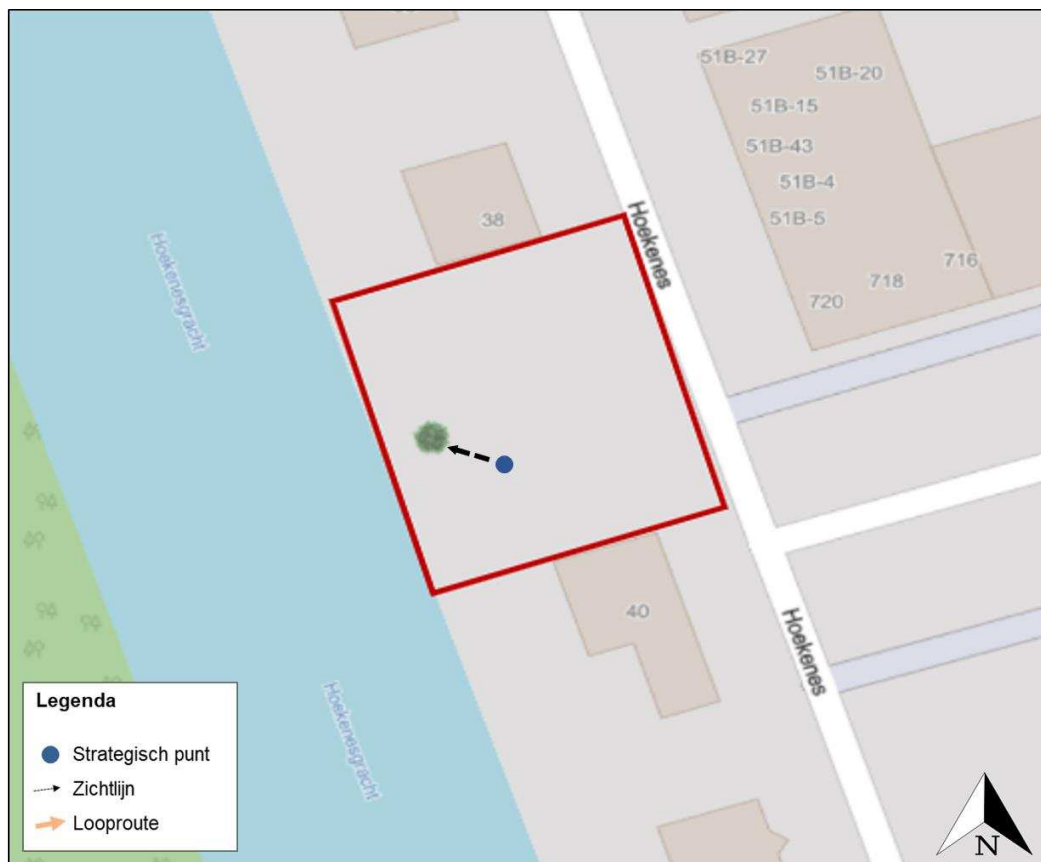 51B-27
51B-20
51B-15
51B-43
51B-4
51B-5
38
Hoekenes
Hoekenesgracht
716
718
720
40
Hoekenes
Hoekenesgracht
Legenda
Strategisch punt
Zichtlijn
Looproute
N